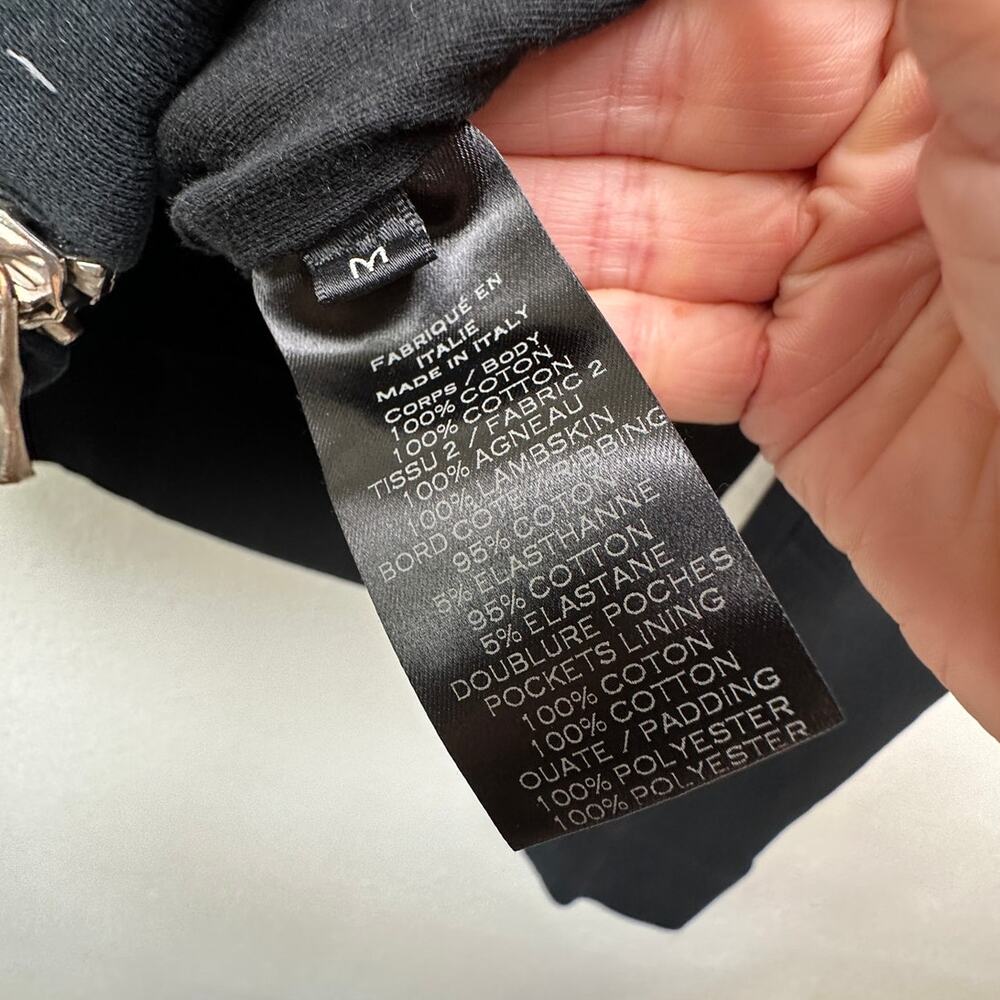 M
FABRIQUÉ EN
ITALIE
MADE IN ITALY
CORPS / BODY
100% COTON
100% COTTON
TISSU 2 / FABRIC 2
100% AGNEAU
100% LAMBSKIN
BORD COTE / RIBBING
95% COTON
5% ELASTHANNE
95% COTTON
5% ELASTANE
DOUBLURE POCHES
POCKETS LINING
100% COTON
100% COTTON
OUATE / PADDING
100% POLYESTER
100% POLYESTER